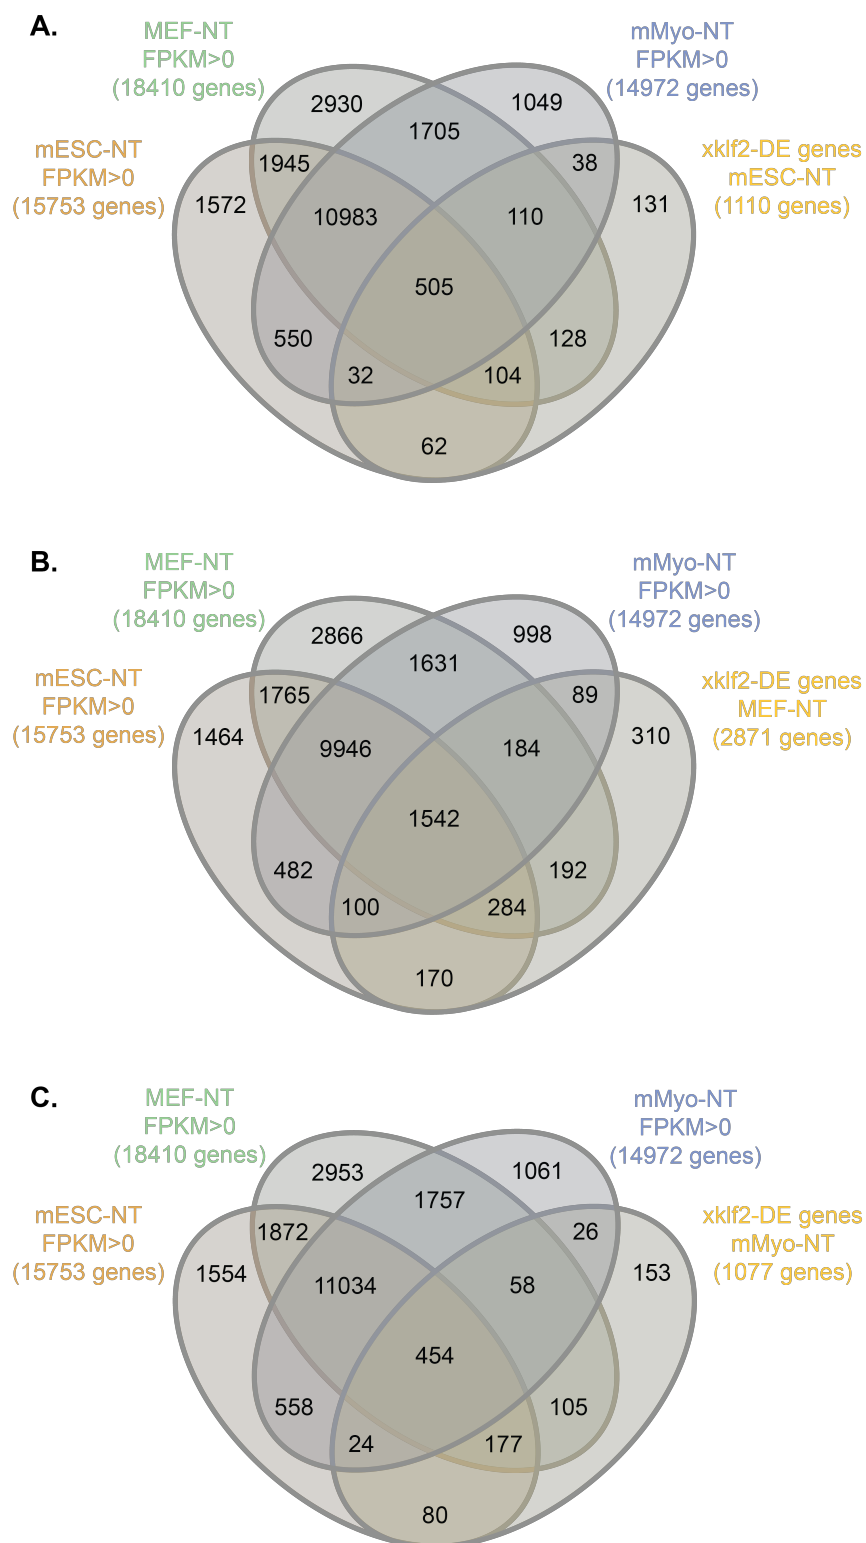 A.
MEF-NT
FPKM>0
(18410 genes)
mMyo-NT
FPKM>0
(14972 genes)
mESC-NT
FPKM>0
(15753 genes)
xklf2-DE genes
mESC-NT
(1110 genes)
2930
1049
1705
1945
38
1572
131
10983
110
505
550
128
32
104
62
B.
MEF-NT
FPKM>0
(18410 genes)
mMyo-NT
FPKM>0
(14972 genes)
mESC-NT
FPKM>0
(15753 genes)
xklf2-DE genes
MEF-NT
(2871 genes)
2866
998
1631
1765
89
1464
310
9946
184
1542
482
192
100
284
170
C.
MEF-NT
FPKM>0
(18410 genes)
mMyo-NT
FPKM>0
(14972 genes)
mESC-NT
FPKM>0
(15753 genes)
xklf2-DE genes
mMyo-NT
(1077 genes)
2953
1061
1757
1872
26
1554
153
11034
58
454
558
105
24
177
80